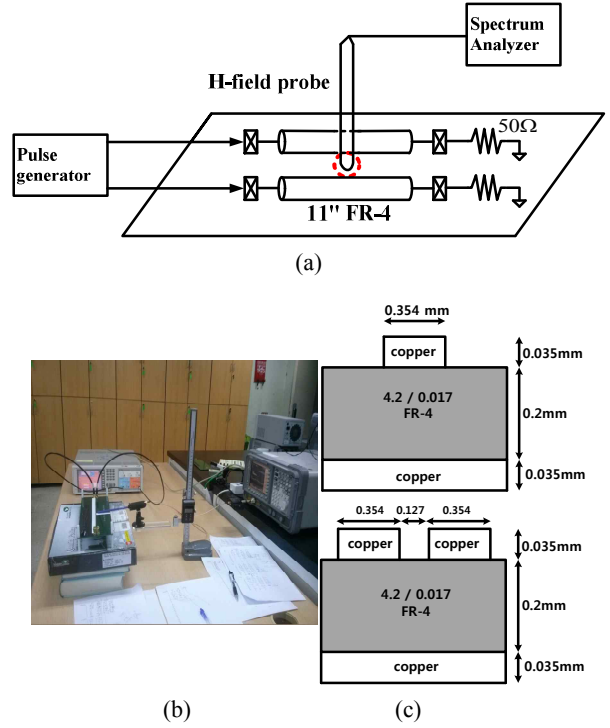 Spectrum
Analyzer
H-field probe
50Ω
Pulse
generator
11" FR-4
(a)
0.354 mm
copper
0.035mm
4.2 / 0.017
FR-4
0.2mm
copper
0.035mm
0.354 0.127 0.354
copper copper
0.035mm
4.2 / 0.017
FR-4
0.2mm
copper
0.035mm
(b) (c)